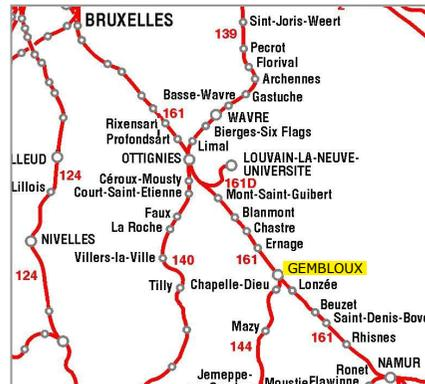 BRUXELLES
Sint-Joris-Weert
139
Pecrot
Florival
Archennes
Basse-Wavre
Gastuche
161
WAVRE
Rixensart
Bierges-Six Flags
Profondsart
Limal
LLEUD
OTTIGNIES
LOUVAIN-LA-NEUVE-
UNIVERSITE
124
Céroux-Mousty
161D
Lillois
Court-Saint-Etienne
Mont-Saint-Guibert
Faux
Blanmont
La Roche
Chastre
NIVELLES
Ernage
Villers-la-Ville
140
161
GEMBLOUX
124
Tilly
Chapelle-Dieu
Lonzée
Beuzet
Saint-Denis-Bov
Mazy
161
Rhisnes
144
NAMUR
Ronet
Jemeppe-
Moustie
Flawinne